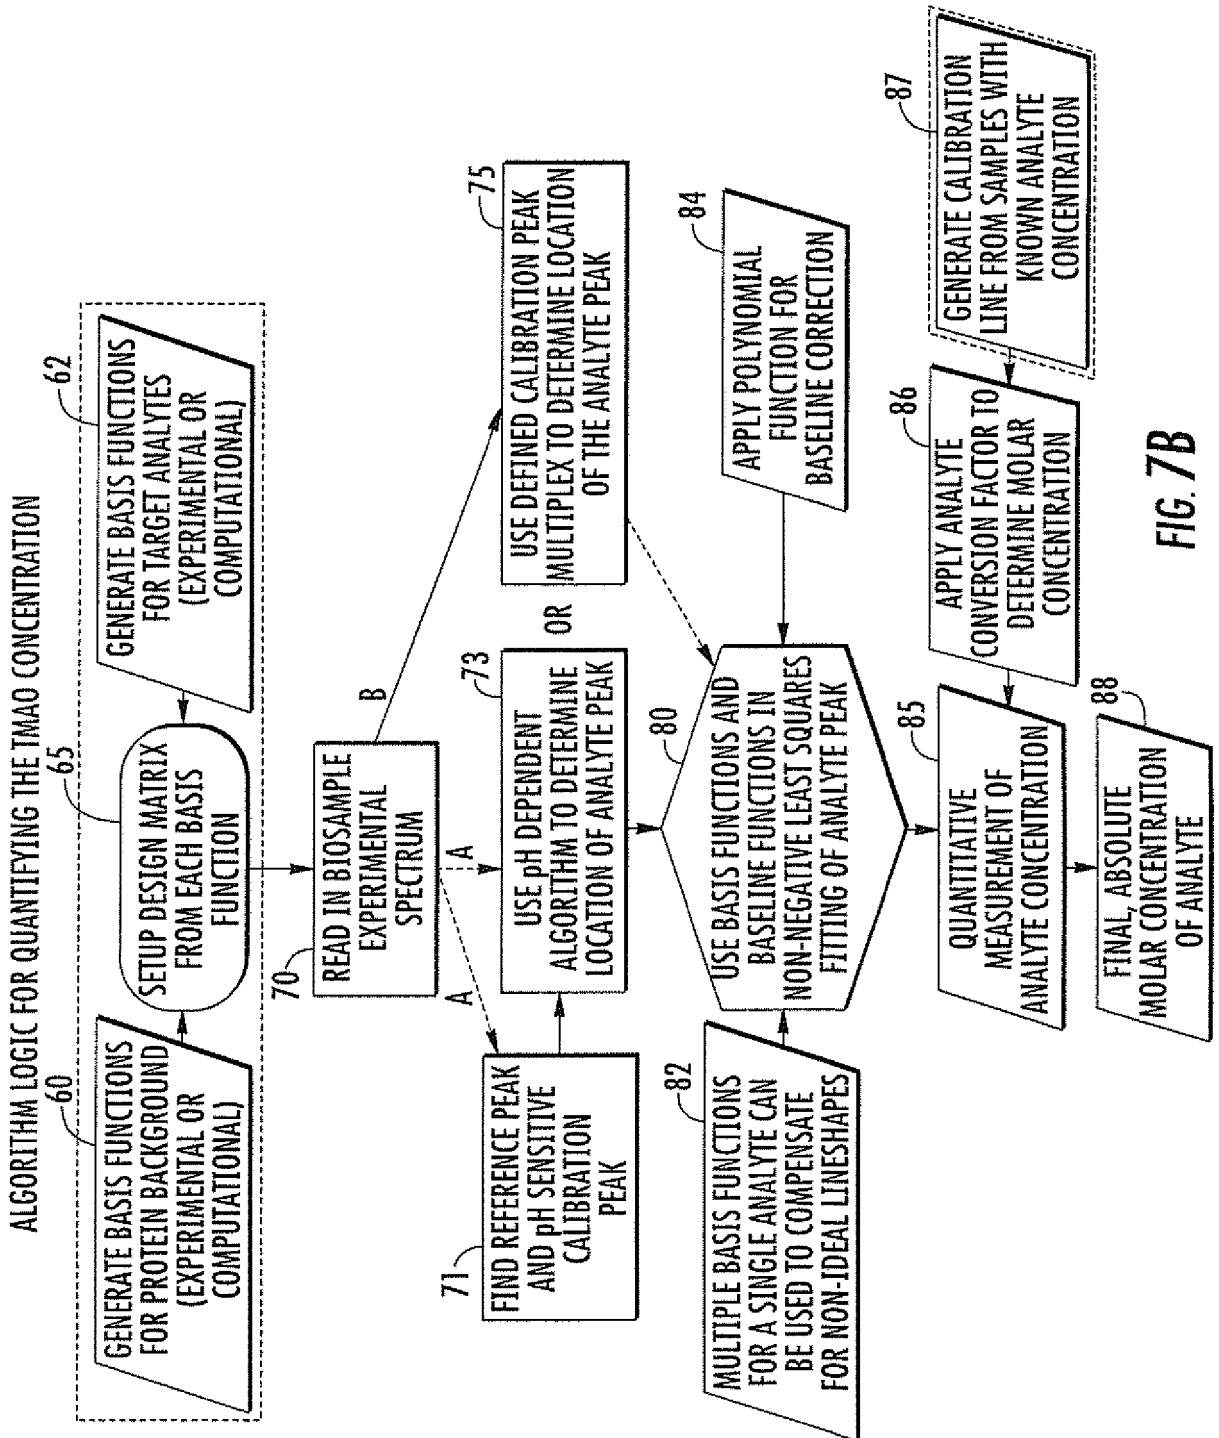 ALGORITHM LOGIC FOR QUANTIFYING THE TMAO CONCENTRATION
60
GENERATE BASIS FUNCTIONS
FOR PROTEIN BACKGROUND
(EXPERIMENTAL OR
COMPUTATIONAL)
65
SETUP DESIGN MATRIX
FROM EACH BASIS
FUNCTION
62
GENERATE BASIS FUNCTIONS
FOR TARGET ANALYTES
(EXPERIMENTAL OR
COMPUTATIONAL)
70
READ IN BIOSAMPLE
EXPERIMENTAL
SPECTRUM
A
A
B
71
FIND REFERENCE PEAK
AND pH SENSITIVE
CALIBRATION
PEAK
73
USE pH DEPENDENT
ALGORITHM TO DETERMINE
LOCATION OF ANALYTE PEAK
OR
75
USE DEFINED CALIBRATION PEAK
MULTIPLEX TO DETERMINE LOCATION
OF THE ANALYTE PEAK
82
MULTIPLE BASIS FUNCTIONS
FOR A SINGLE ANALYTE CAN
BE USED TO COMPENSATE
FOR NON-IDEAL LINESHAPES
80
USE BASIS FUNCTIONS AND
BASELINE FUNCTIONS IN
NON-NEGATIVE LEAST SQUARES
FITTING OF ANALYTE PEAK
84
APPLY POLYNOMIAL
FUNCTION FOR
BASELINE CORRECTION
85
QUANTITATIVE
MEASUREMENT OF
ANALYTE CONCENTRATION
86
APPLY ANALYTE
CONVERSION FACTOR TO
DETERMINE MOLAR
CONCENTRATION
87
GENERATE CALIBRATION
LINE FROM SAMPLES WITH
KNOWN ANALYTE
CONCENTRATION
88
FINAL, ABSOLUTE
MOLAR CONCENTRATION
OF ANALYTE
FIG. 7B